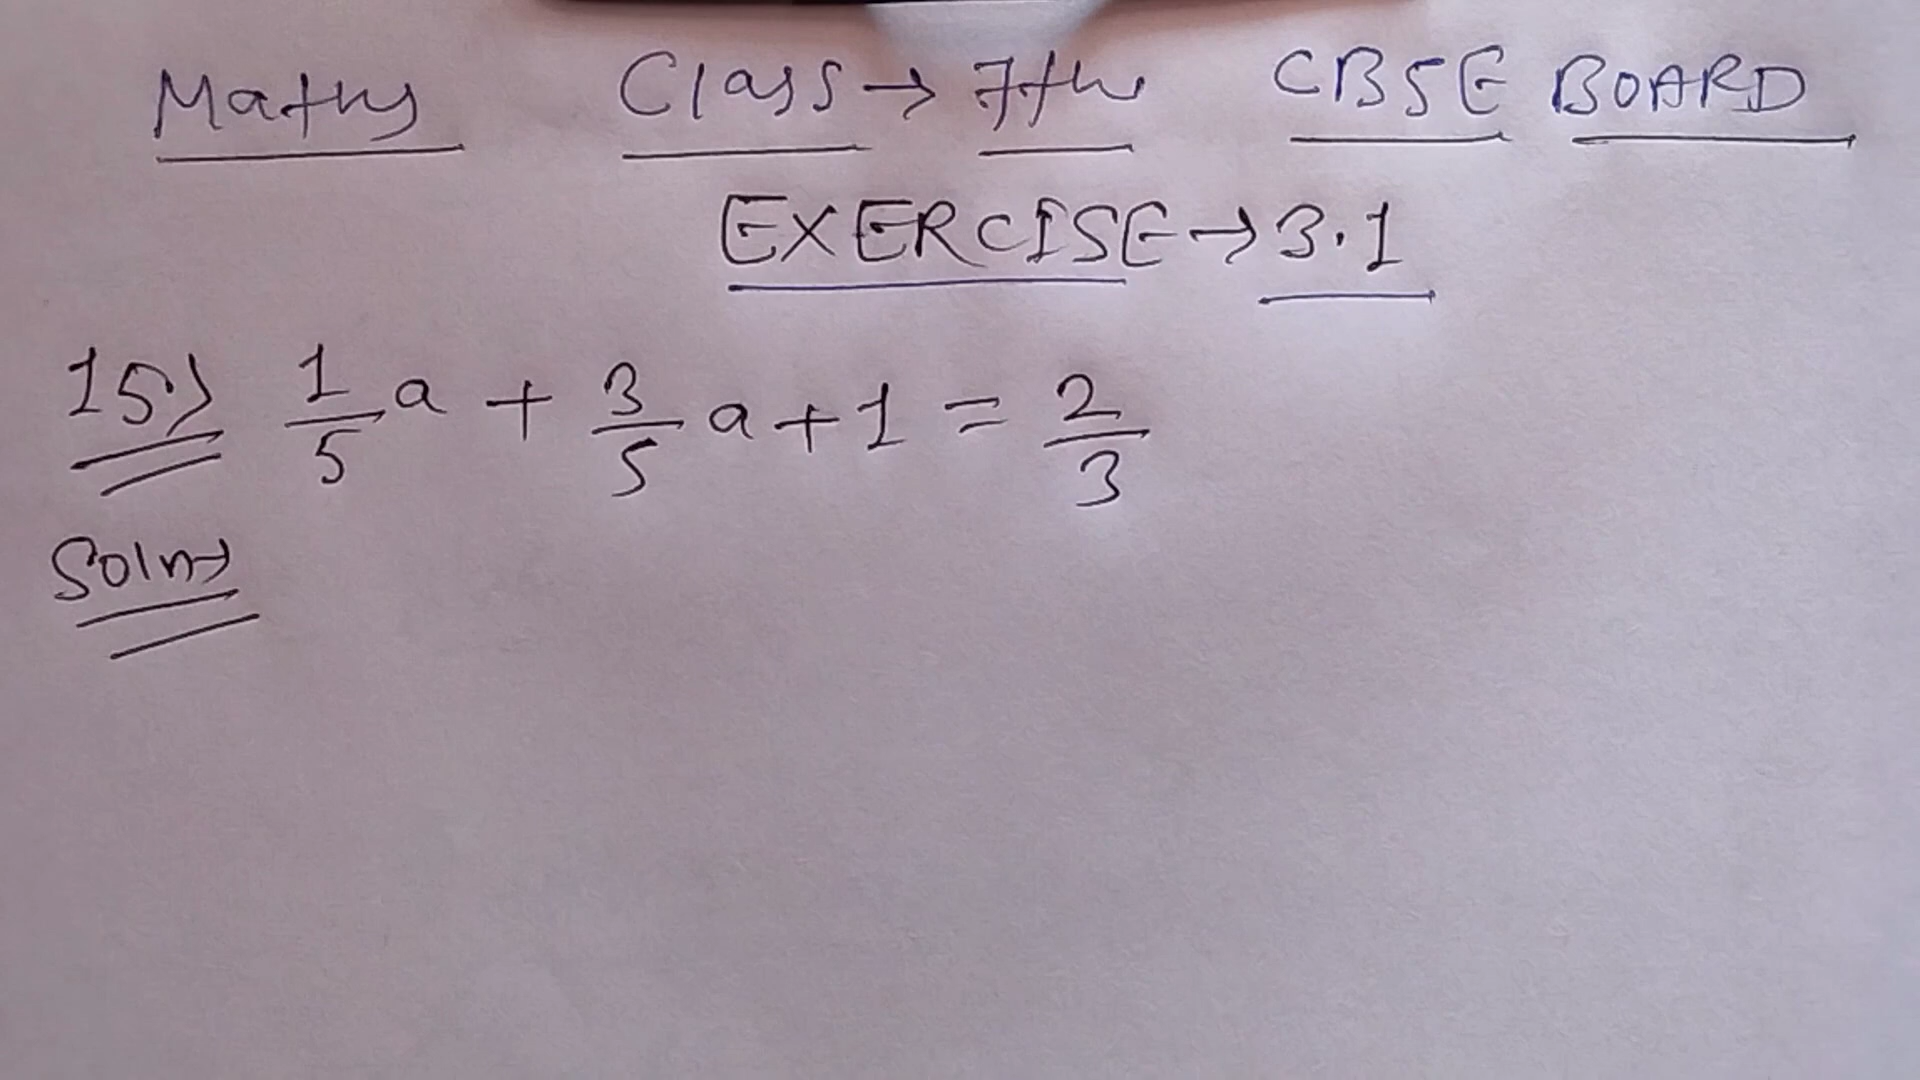 Maths Class → 7th CBSE BOARD
EXERCISE → 3.1
15) 1/5 a + 3/5 a + 1 = 2/3
Soln→